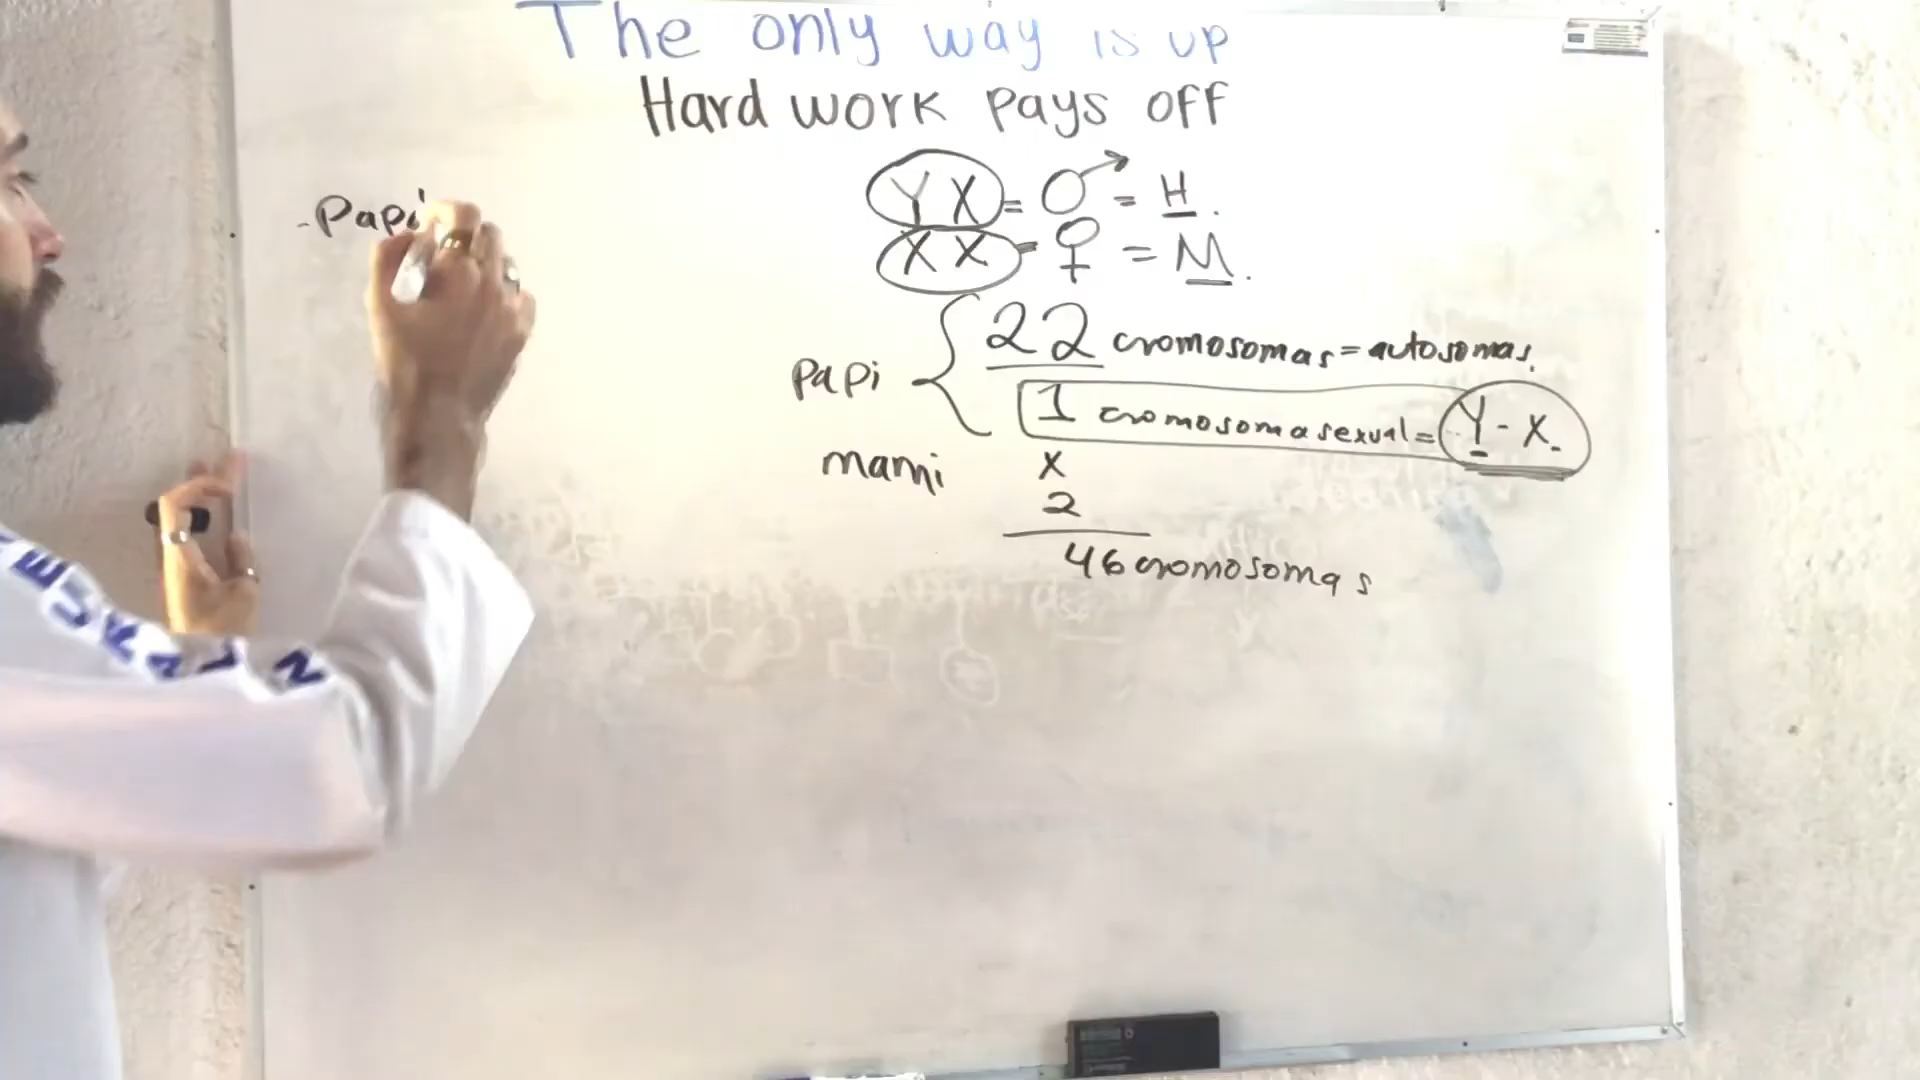 The only way is up
Hard work pays off
- Papi
YX = ♂ = H.
XX = ♀ = M.
papi { 22 cromosomas = autosomas.
1 cromosoma sexual = Y - X.
mami x
2
46 cromosomas